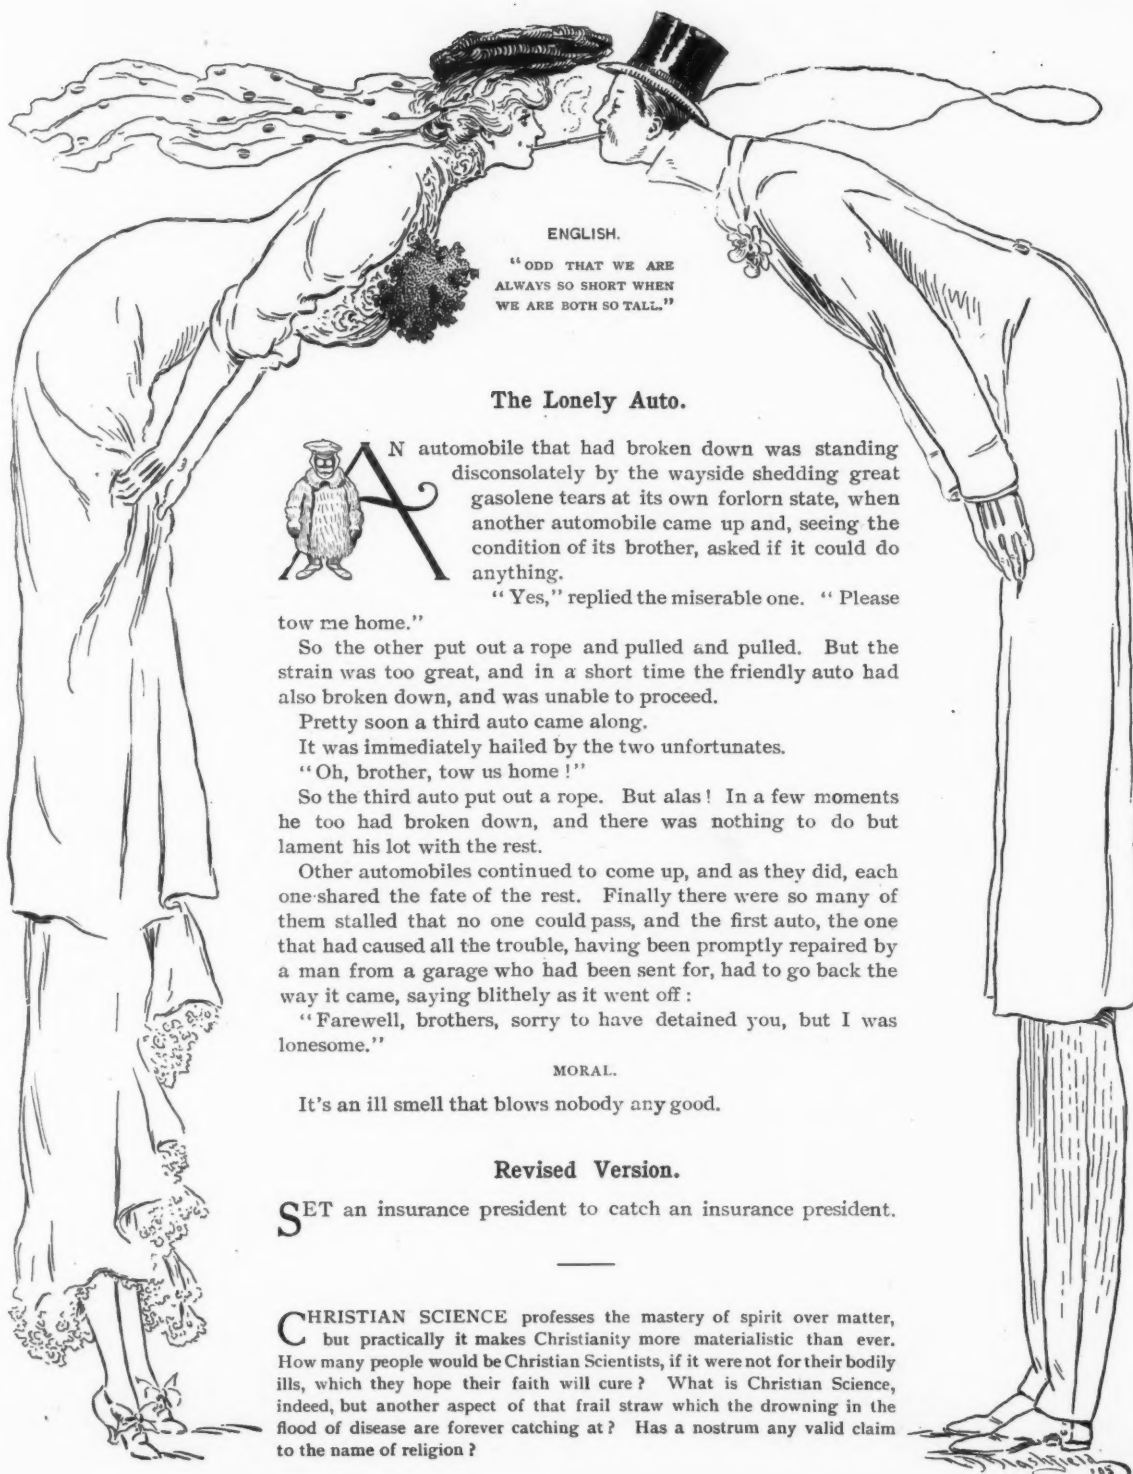 ENGLISH.
“ODD THAT WE ARE
ALWAYS SO SHORT WHEN
WE ARE BOTH SO TALL.”
The Lonely Auto.
AN automobile that had broken down was standing
disconsolately by the wayside shedding great
gasolene tears at its own forlorn state, when
another automobile came up and, seeing the
condition of its brother, asked if it could do
anything.
“Yes,” replied the miserable one. “Please
tow me home.”
So the other put out a rope and pulled and pulled. But the
strain was too great, and in a short time the friendly auto had
also broken down, and was unable to proceed.
Pretty soon a third auto came along.
It was immediately hailed by the two unfortunates.
“Oh, brother, tow us home!”
So the third auto put out a rope. But alas! In a few moments
he too had broken down, and there was nothing to do but
lament his lot with the rest.
Other automobiles continued to come up, and as they did, each
one shared the fate of the rest. Finally there were so many of
them stalled that no one could pass, and the first auto, the one
that had caused all the trouble, having been promptly repaired by
a man from a garage who had been sent for, had to go back the
way it came, saying blithely as it went off:
“Farewell, brothers, sorry to have detained you, but I was
lonesome.”
MORAL.
It's an ill smell that blows nobody any good.
Revised Version.
SET an insurance president to catch an insurance president.
CHRISTIAN SCIENCE professes the mastery of spirit over matter,
but practically it makes Christianity more materialistic than ever.
How many people would be Christian Scientists, if it were not for their bodily
ills, which they hope their faith will cure? What is Christian Science,
indeed, but another aspect of that frail straw which the drowning in the
flood of disease are forever catching at? Has a nostrum any valid claim
to the name of religion?
Blashfield